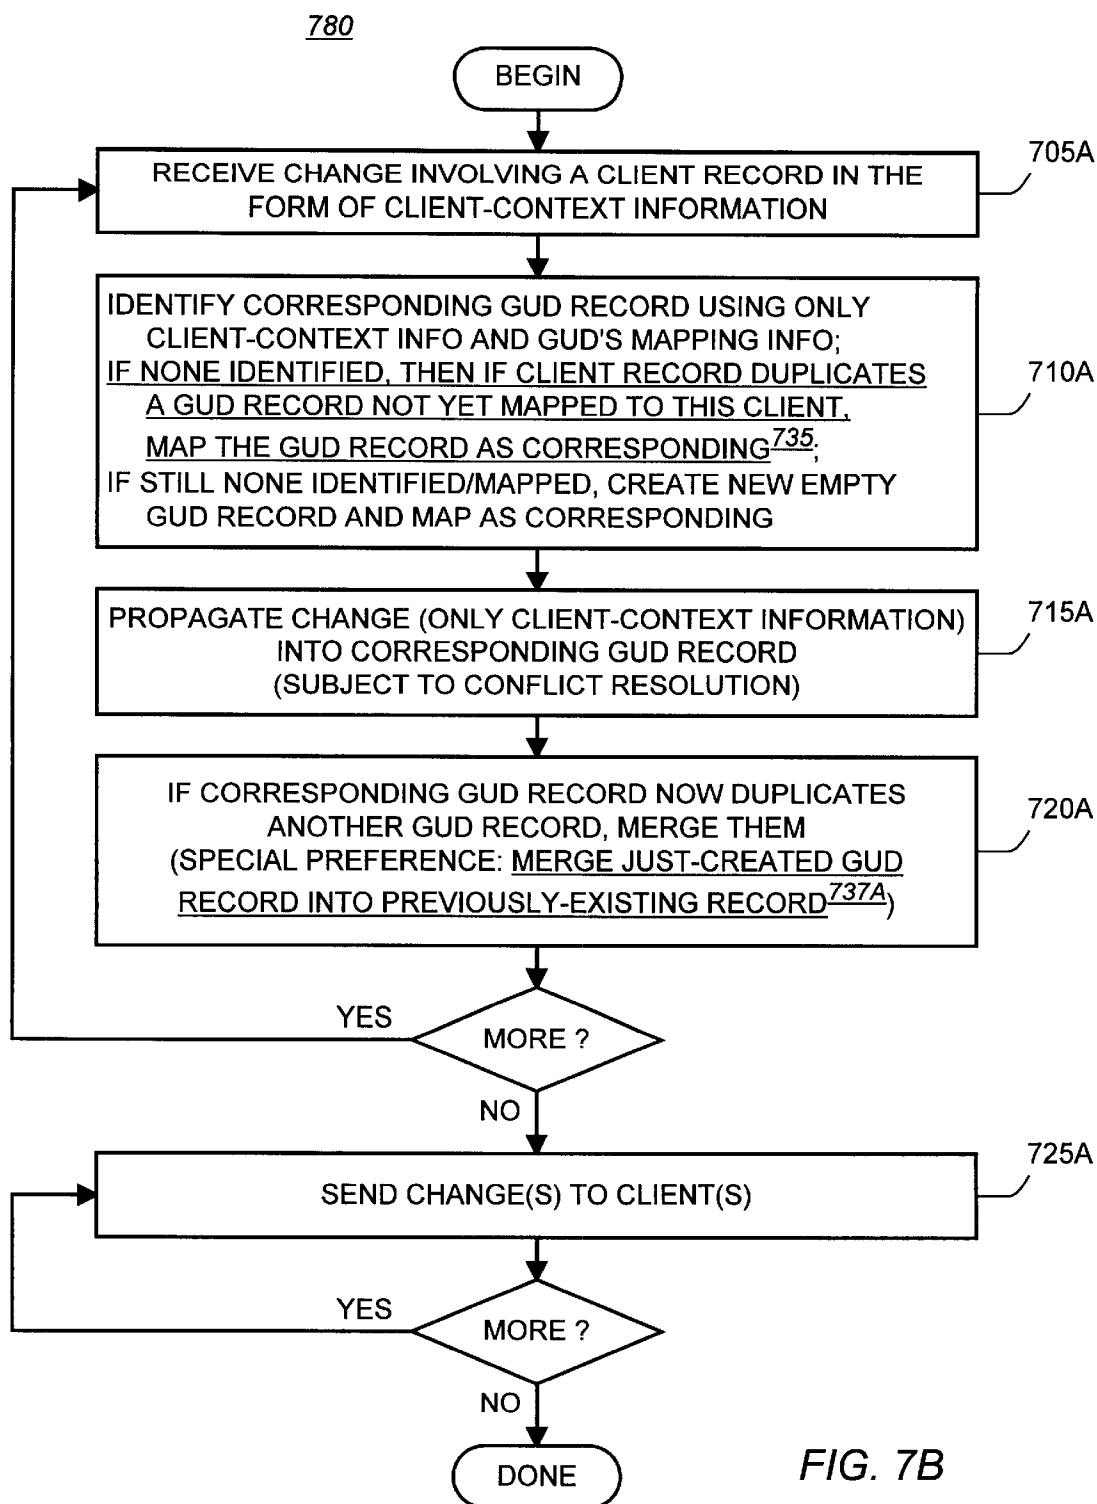 780
BEGIN
705A
RECEIVE CHANGE INVOLVING A CLIENT RECORD IN THE
FORM OF CLIENT-CONTEXT INFORMATION
710A
IDENTIFY CORRESPONDING GUD RECORD USING ONLY
CLIENT-CONTEXT INFO AND GUD'S MAPPING INFO;
IF NONE IDENTIFIED, THEN IF CLIENT RECORD DUPLICATES
A GUD RECORD NOT YET MAPPED TO THIS CLIENT,
MAP THE GUD RECORD AS CORRESPONDING735;
IF STILL NONE IDENTIFIED/MAPPED, CREATE NEW EMPTY
GUD RECORD AND MAP AS CORRESPONDING
715A
PROPAGATE CHANGE (ONLY CLIENT-CONTEXT INFORMATION)
INTO CORRESPONDING GUD RECORD
(SUBJECT TO CONFLICT RESOLUTION)
720A
IF CORRESPONDING GUD RECORD NOW DUPLICATES
ANOTHER GUD RECORD, MERGE THEM
(SPECIAL PREFERENCE: MERGE JUST-CREATED GUD
RECORD INTO PREVIOUSLY-EXISTING RECORD737A)
YES
MORE ?
NO
725A
SEND CHANGE(S) TO CLIENT(S)
YES
MORE ?
NO
DONE
FIG. 7B